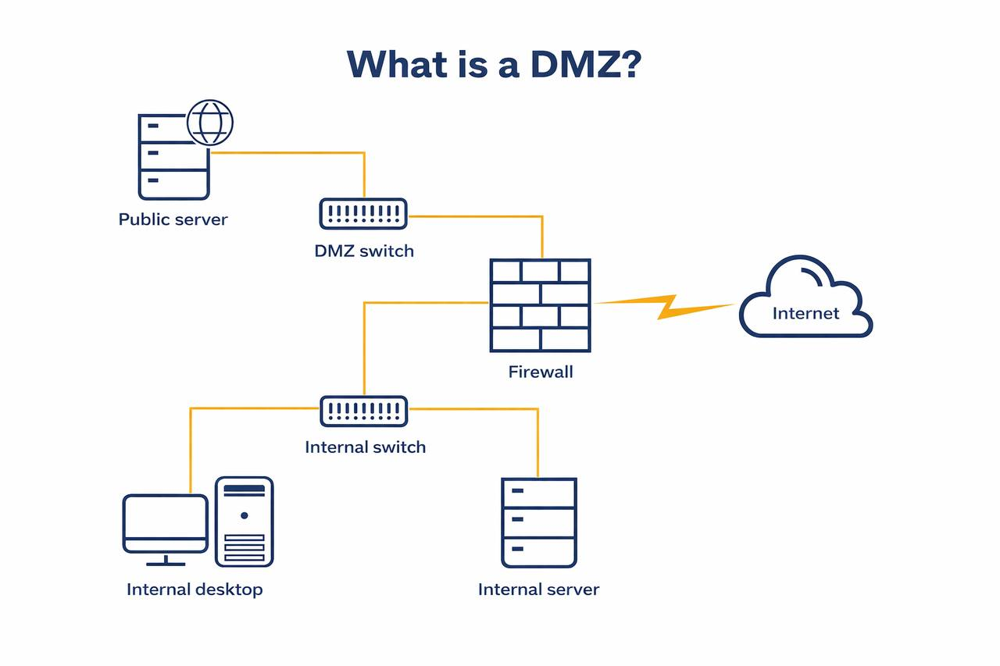 What is a DMZ?
Public server
DMZ switch
Internet
Firewall
Internal switch
Internal desktop
Internal server